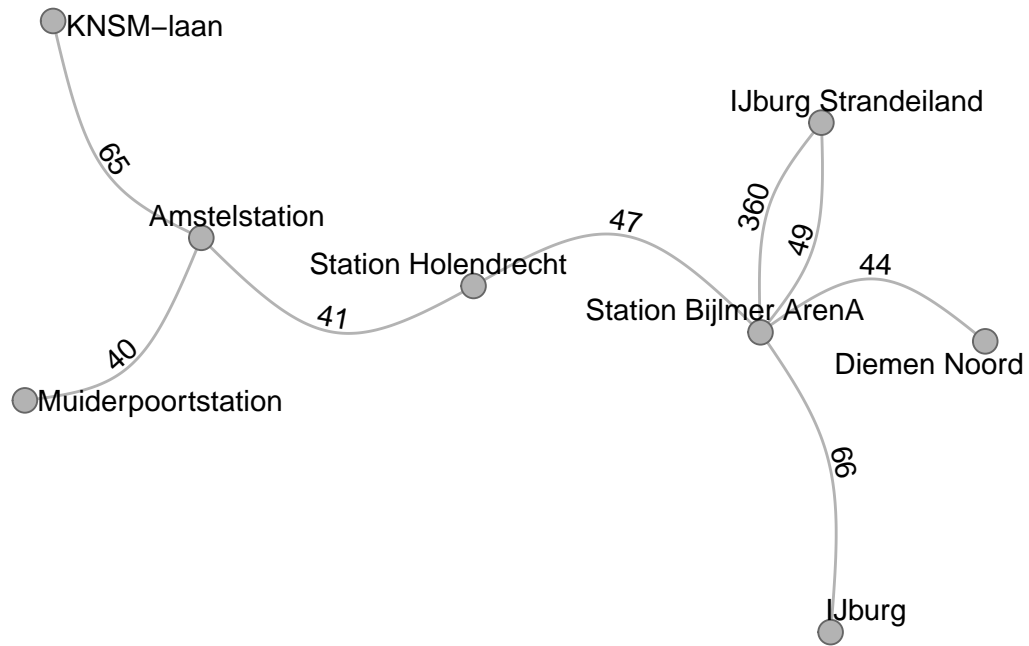 KNSM−laan
IJburg Strandeiland
65
360
Amstelstation
47
49
Station Holendrecht
44
41
Station Bijlmer ArenA
40
Diemen Noord
Muiderpoortstation
66
IJburg